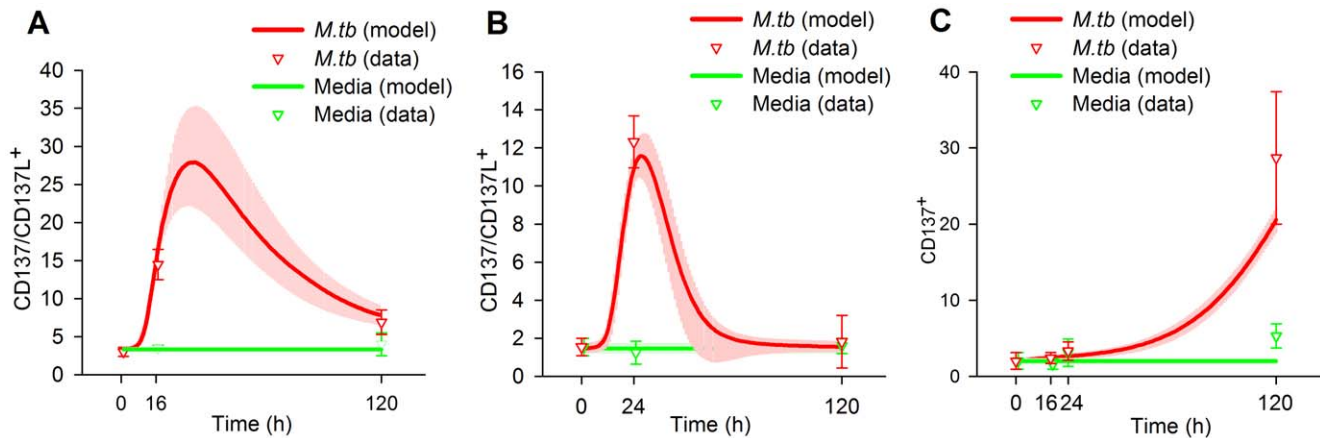 A
M.tb (model)
M.tb (data)
Media (model)
Media (data)
40
35
30
25
20
15
10
5
0
CD137/CD137L+
0 16 120
Time (h)
B
M.tb (model)
M.tb (data)
Media (model)
Media (data)
16
14
12
10
8
6
4
2
0
CD137/CD137L+
0 24 120
Time (h)
C
M.tb (model)
M.tb (data)
Media (model)
Media (data)
40
30
20
10
0
CD137+
0 16 24 120
Time (h)